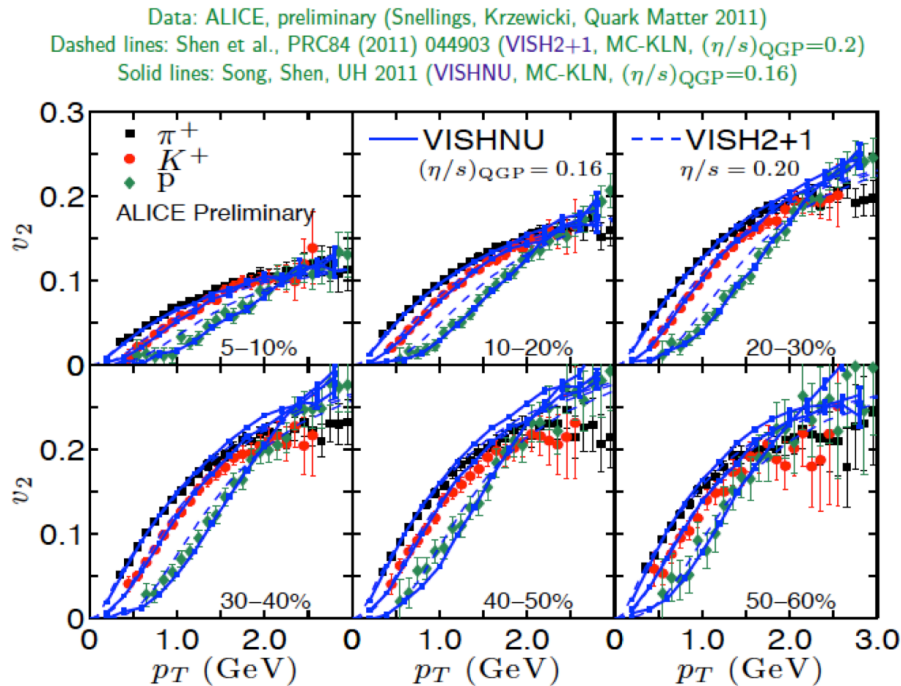 Data: ALICE, preliminary (Snellings, Krzewicki, Quark Matter 2011)
Dashed lines: Shen et al., PRC84 (2011) 044903 (VISH2+1, MC-KLN, (η/s)QGP=0.2)
Solid lines: Song, Shen, UH 2011 (VISHNU, MC-KLN, (η/s)QGP=0.16)
0.3
π+
K+
p
ALICE Preliminary
VISHNU
(η/s)QGP = 0.16
VISH2+1
η/s = 0.20
0.2
v2
0.1
0
5–10%
10–20%
20–30%
0.2
v2
0.1
0
30–40%
40–50%
50–60%
0 1.0 2.0 0 1.0 2.0 0 1.0 2.0 3.0
pT (GeV) pT (GeV) pT (GeV)